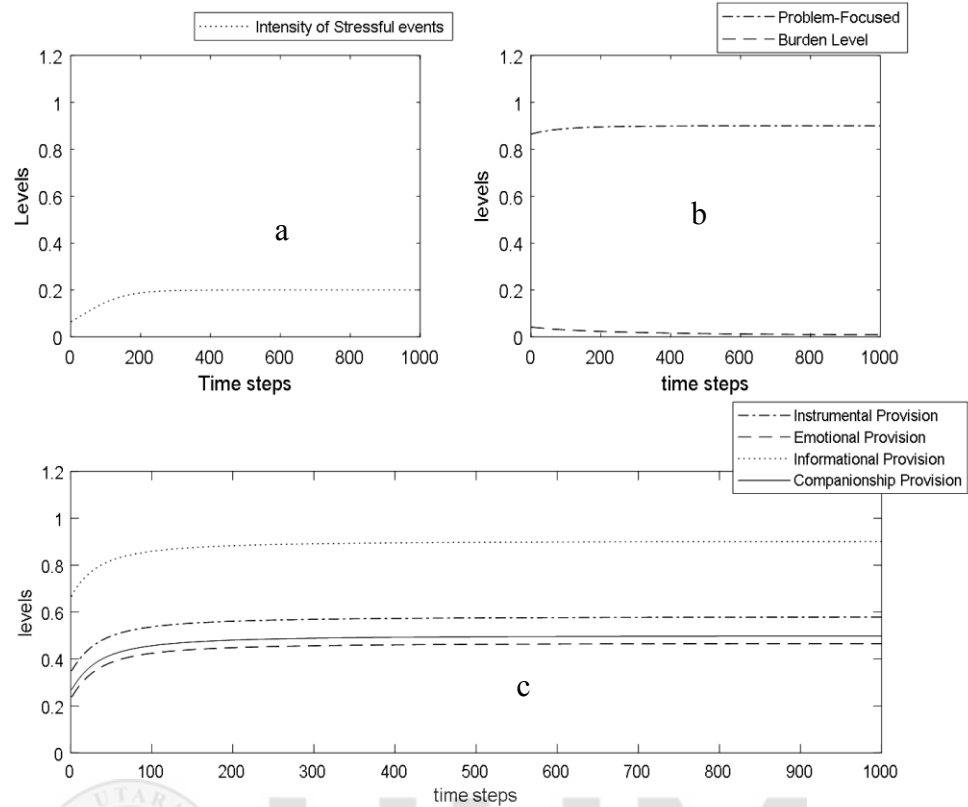 Intensity of Stressful events
1.2
1
0.8
0.6
0.4
0.2
0
Levels
a
0 200 400 600 800 1000
Time steps
Problem-Focused
Burden Level
1.2
1
0.8
0.6
0.4
0.2
0
levels
b
0 200 400 600 800 1000
time steps
Instrumental Provision
Emotional Provision
Informational Provision
Companionship Provision
1.2
1
0.8
0.6
0.4
0.2
0
levels
c
0 100 200 300 400 500 600 700 800 900 1000
time steps
UTARA